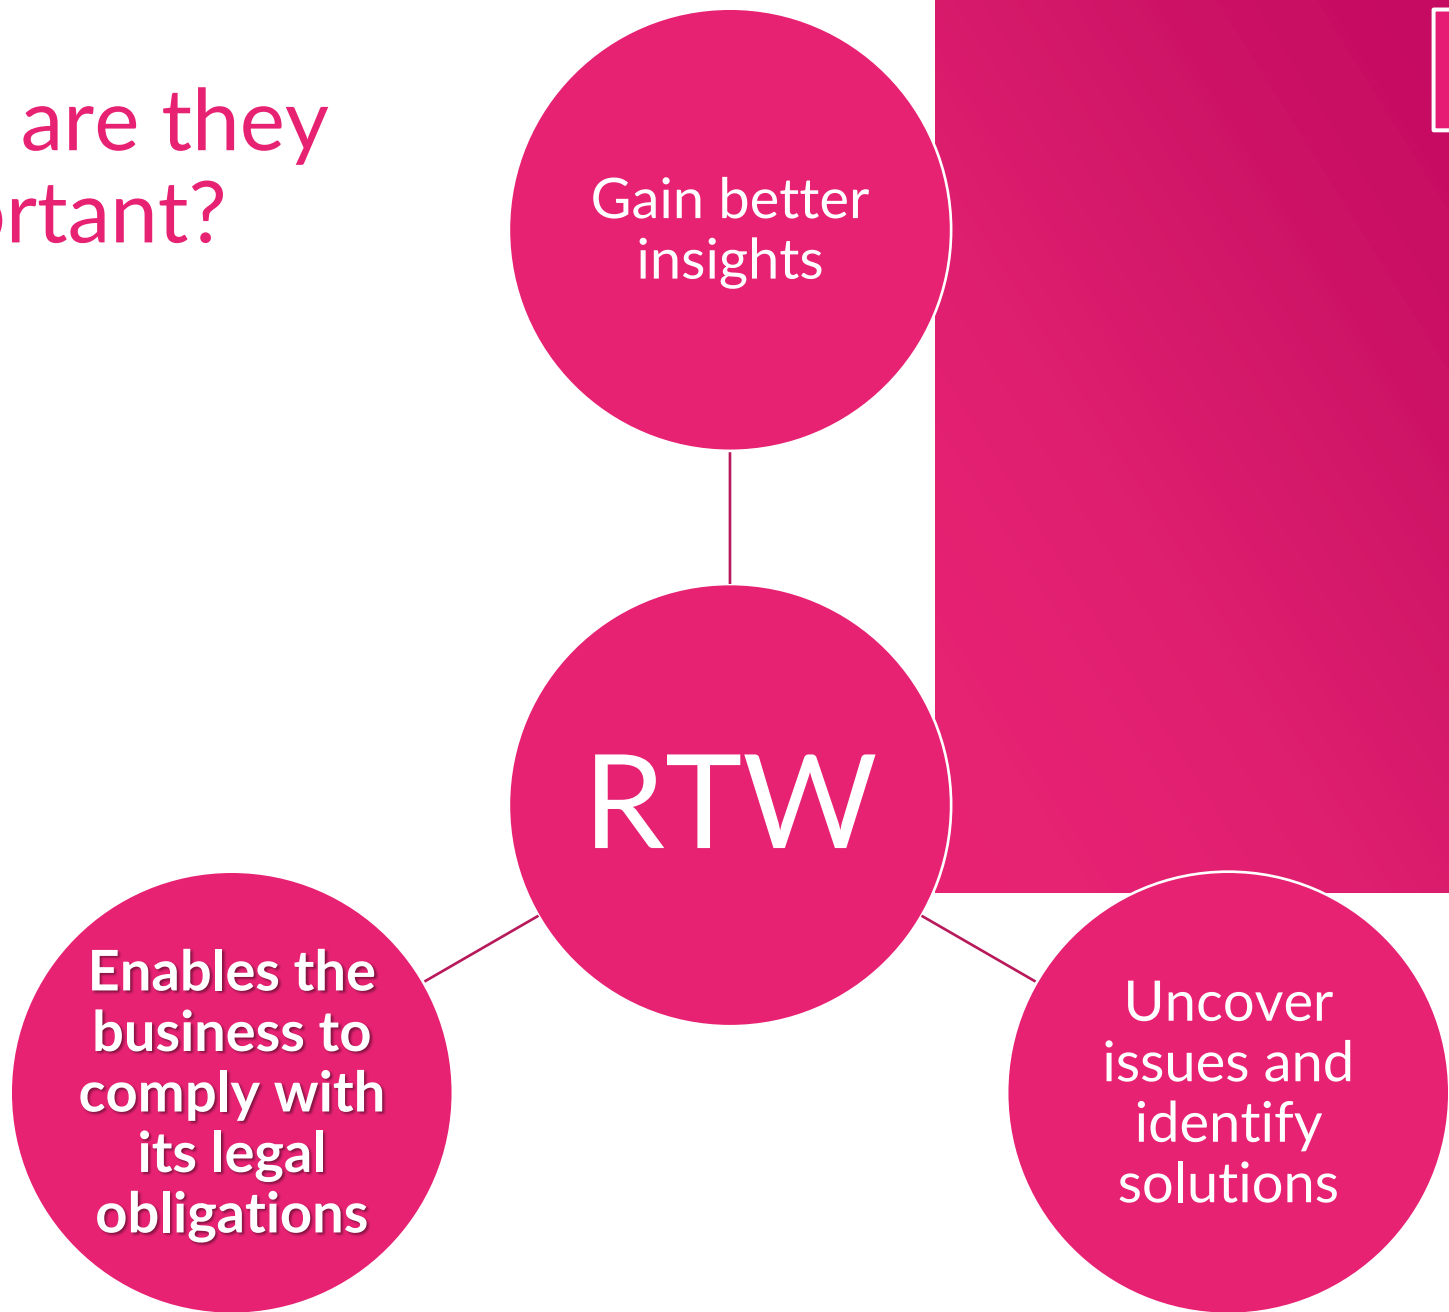 are they
ortant?
Gain better
insights
RTW
Enables the
business to
comply with
its legal
obligations
Uncover
issues and
identify
solutions